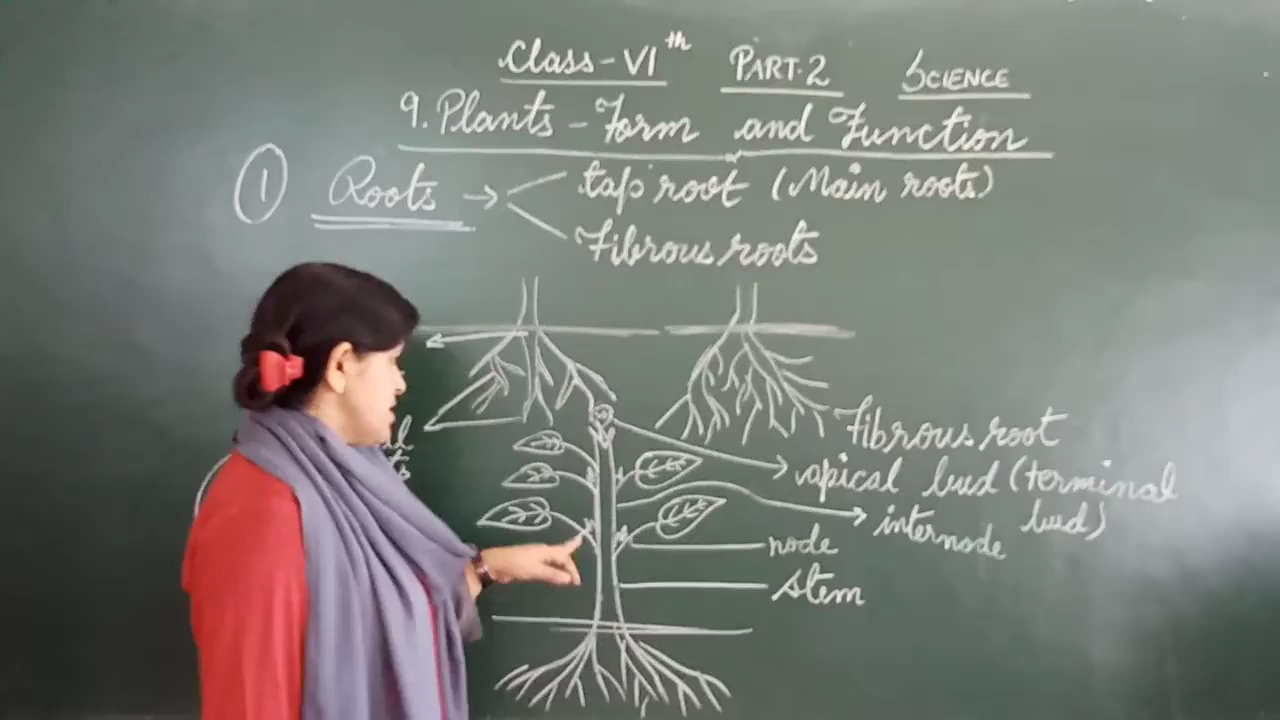 Class-VIth PART-2 SCIENCE
9. Plants - Form and Function
1 Roots → tap root (Main roots)
Fibrous roots
Fibrous root
apical bud (terminal bud)
internode
node
stem